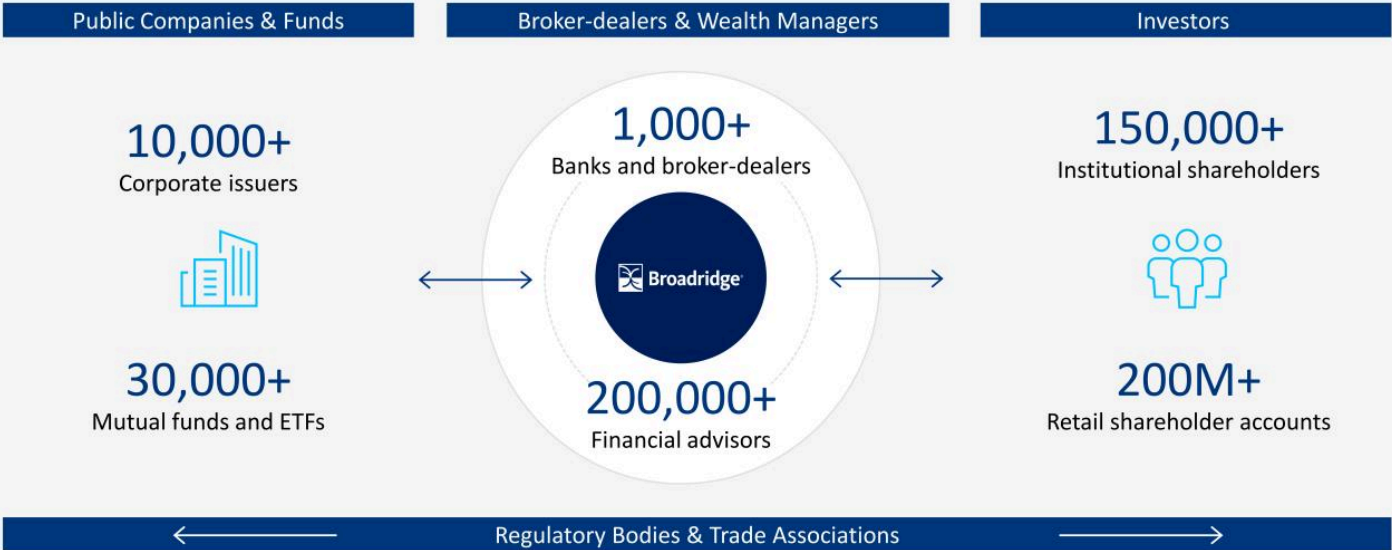 Public Companies & Funds
Broker-dealers & Wealth Managers
Investors
10,000+
Corporate issuers
30,000+
Mutual funds and ETFs
1,000+
Banks and broker-dealers
Broadridge
200,000+
Financial advisors
150,000+
Institutional shareholders
200M+
Retail shareholder accounts
Regulatory Bodies & Trade Associations